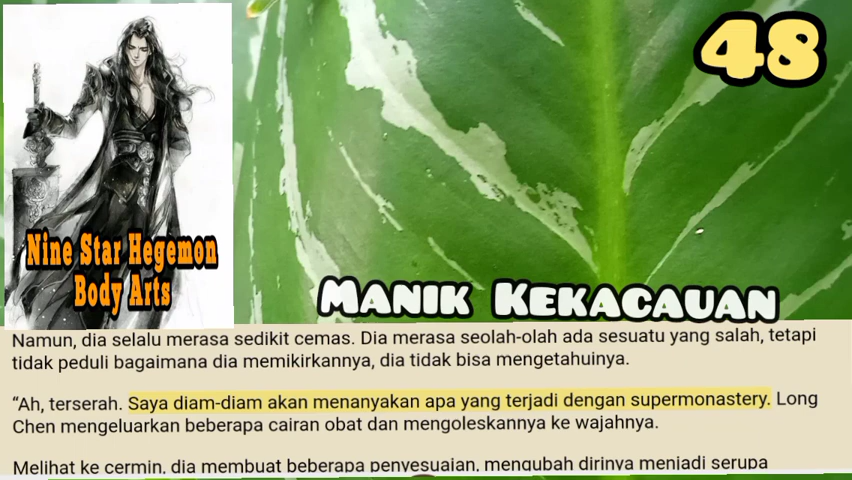 48
Nine Star Hegemon
Body Arts
Manik Kekacauan
Namun, dia selalu merasa sedikit cemas. Dia merasa seolah-olah ada sesuatu yang salah, tetapi
tidak peduli bagaimana dia memikirkannya, dia tidak bisa mengetahuinya.
“Ah, terserah. Saya diam-diam akan menanyakan apa yang terjadi dengan supermonastery. Long
Chen mengeluarkan beberapa cairan obat dan mengoleskannya ke wajahnya.
Melihat ke cermin, dia membuat beberapa penyesuaian, mengubah dirinya menjadi serupa